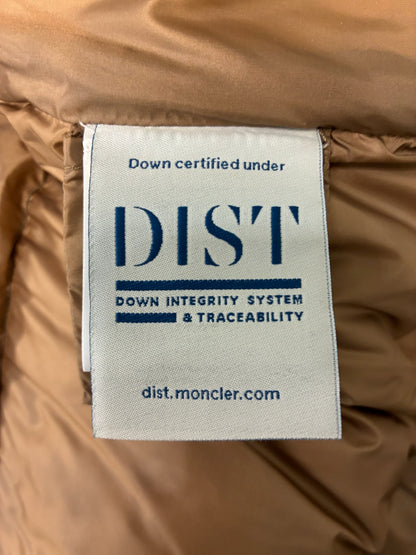 Down certified under
DIST
DOWN INTEGRITY SYSTEM
& TRACEABILITY
dist.moncler.com